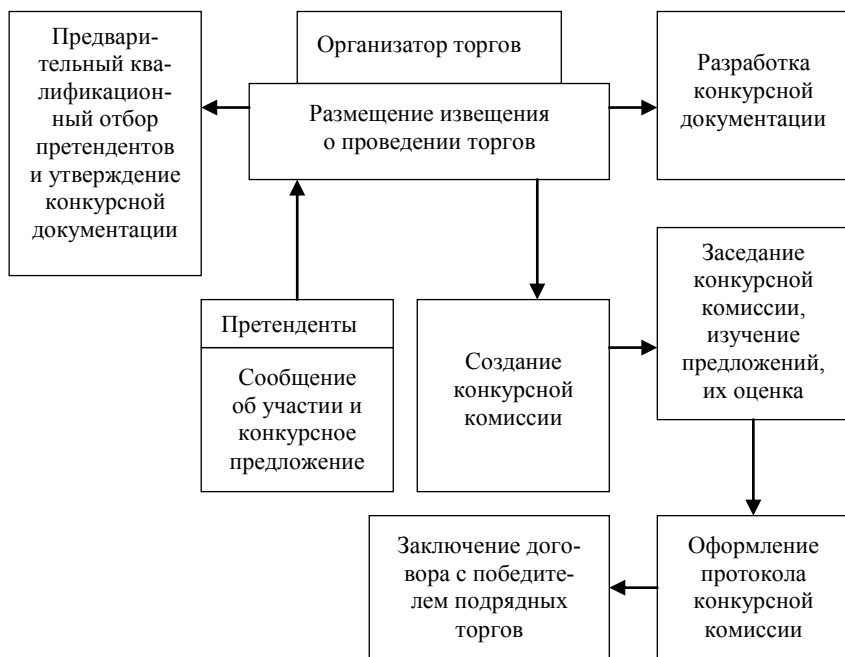 Предвари-
тельный ква-
лификацион-
ный отбор
претендентов
и утверждение
конкурсной
документации
Организатор торгов
Размещение извещения
о проведении торгов
Разработка
конкурсной
документации
Претенденты
Сообщение
об участии и
конкурсное
предложение
Создание
конкурсной
комиссии
Заседание
конкурсной
комиссии,
изучение
предложений,
их оценка
Заключение дого-
вора с победите-
лем подрядных
торгов
Оформление
протокола
конкурсной
комиссии